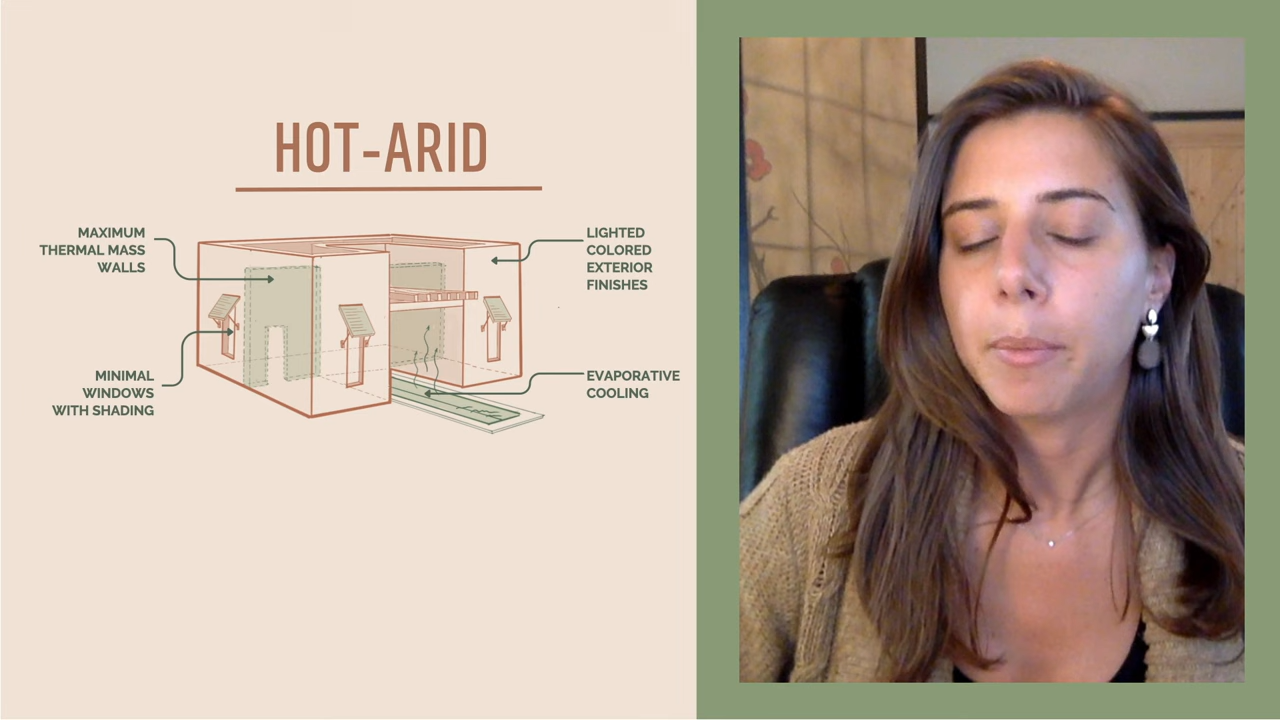 HOT-ARID
MAXIMUM
THERMAL MASS
WALLS
LIGHTED
COLORED
EXTERIOR
FINISHES
MINIMAL
WINDOWS
WITH SHADING
EVAPORATIVE
COOLING